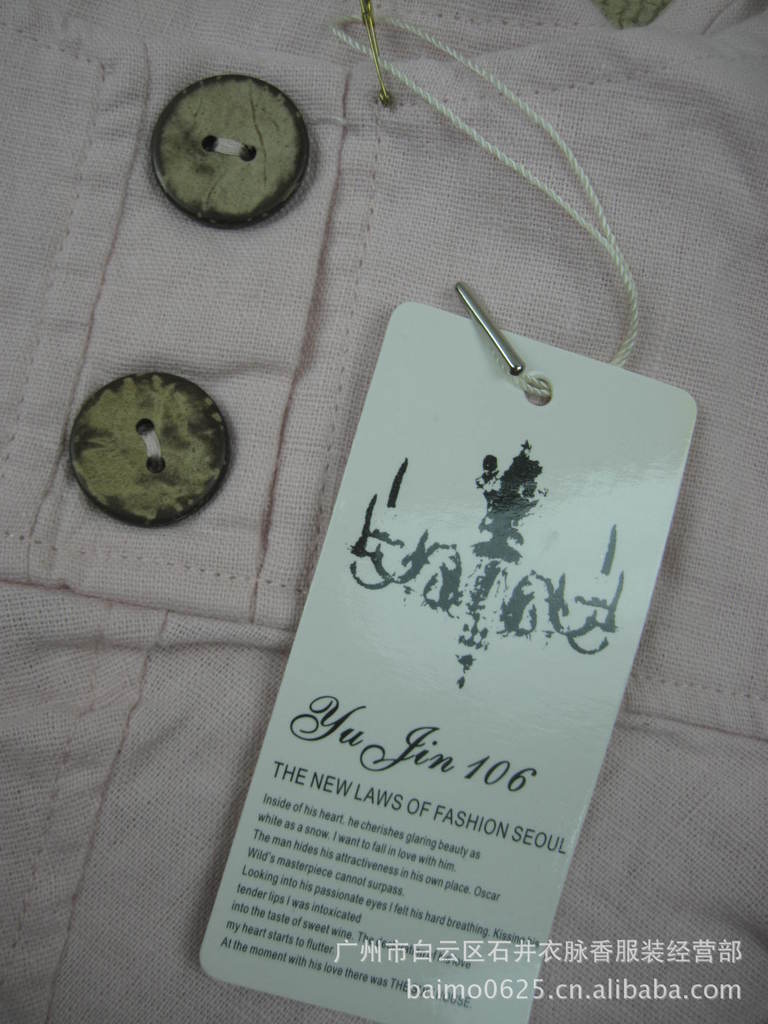 Yu Jin 106
THE NEW LAWS OF FASHION SEOUL
Inside of his heart, he cherishes glaring beauty as
white as a snow. I want to fall in love with him.
The man hides his attractiveness in his own place. Oscar
Wild's masterpiece cannot surpass.
Looking into his passionate eyes I felt his hard breathing. Kissing
tender lips I was intoxicated
into the taste of sweet wine. The
my heart starts to flutter.
At the moment with his love there was THE
广州市白云区石井衣脉香服装经营部
baimo0625.cn.alibaba.com